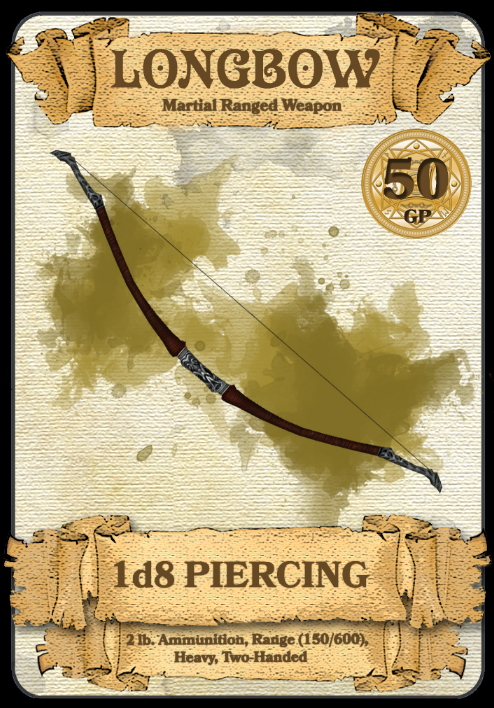 LONGBOW
Martial Ranged Weapon
50
GP
1d8 PIERCING
2 lb. Ammunition, Range (150/600),
Heavy, Two-Handed